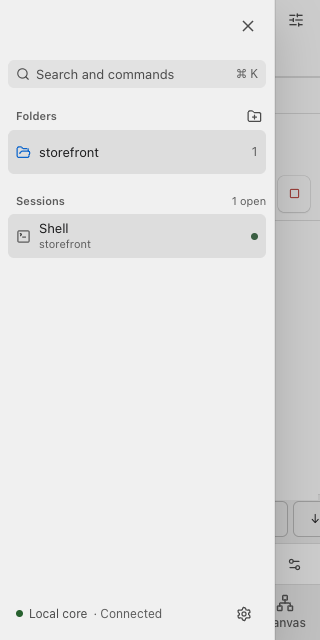 Search and commands ⌘ K
Folders
storefront 1
Sessions 1 open
Shell
storefront
Local core · Connected
anvas